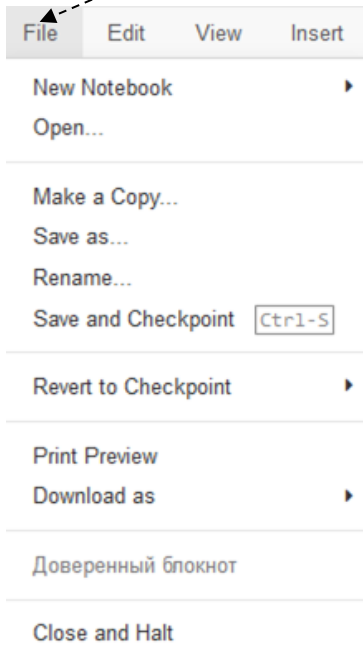 File Edit View Insert
New Notebook
Open...
Make a Copy...
Save as...
Rename...
Save and Checkpoint Ctrl-S
Revert to Checkpoint
Print Preview
Download as
Доверенный блокнот
Close and Halt